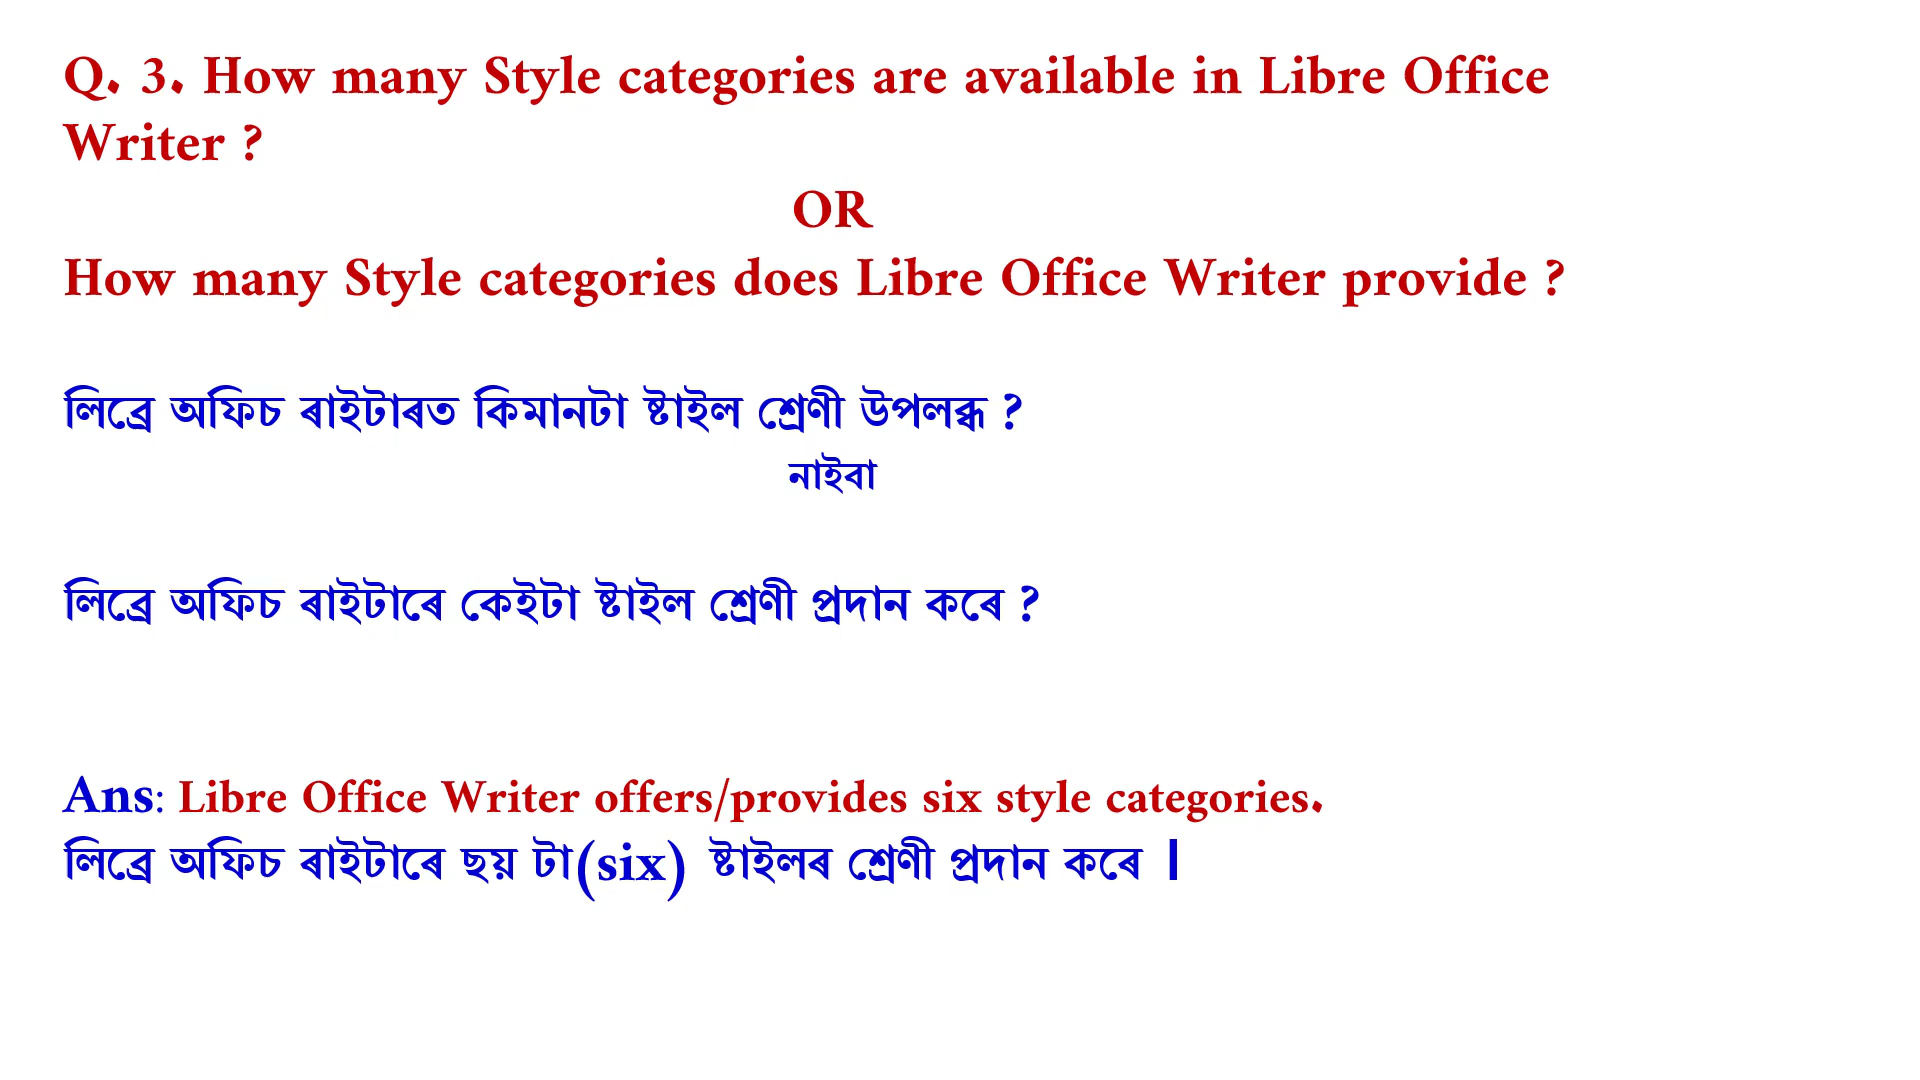 Q. 3. How many Style categories are available in Libre Office
Writer ?
OR
How many Style categories does Libre Office Writer provide ?
লিব্ৰে অফিচ ৰাইটাৰত কিমানটা ষ্টাইল শ্ৰেণী উপলব্ধ ?
নাইবা
লিব্ৰে অফিচ ৰাইটাৰে কেইটা ষ্টাইল শ্ৰেণী প্ৰদান কৰে ?
Ans: Libre Office Writer offers/provides six style categories.
লিব্ৰে অফিচ ৰাইটাৰে ছয় টা(six) ষ্টাইলৰ শ্ৰেণী প্ৰদান কৰে ।